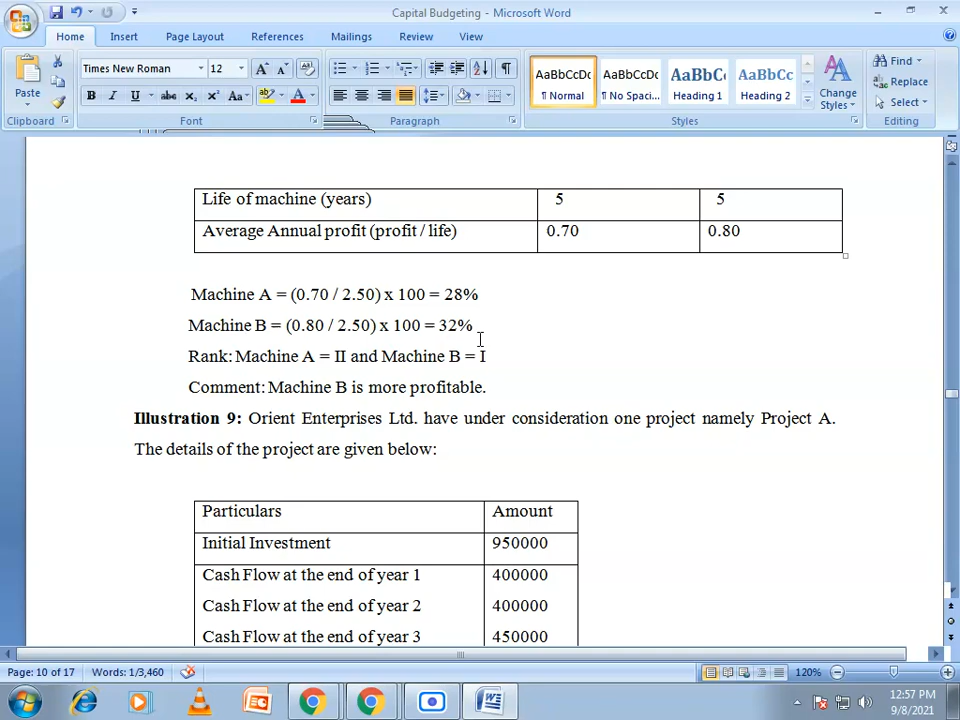 Capital Budgeting - Microsoft Word
Home Insert Page Layout References Mailings Review View
Paste
Clipboard
Times New Roman 12
Font
Paragraph
AaBbCcDc AaBbCcDc AaBbCc AaBbCc
¶ Normal ¶ No Spaci... Heading 1 Heading 2
Change Styles
Styles
Find
Replace
Select
Editing
Life of machine (years) 5 5
Average Annual profit (profit / life) 0.70 0.80
Machine A = (0.70 / 2.50) x 100 = 28%
Machine B = (0.80 / 2.50) x 100 = 32%
Rank: Machine A = II and Machine B = I
Comment: Machine B is more profitable.
Illustration 9: Orient Enterprises Ltd. have under consideration one project namely Project A.
The details of the project are given below:
Particulars Amount
Initial Investment 950000
Cash Flow at the end of year 1 400000
Cash Flow at the end of year 2 400000
Cash Flow at the end of year 3 450000
Page: 10 of 17 Words: 1/3,460 120%
12:57 PM
9/8/2021